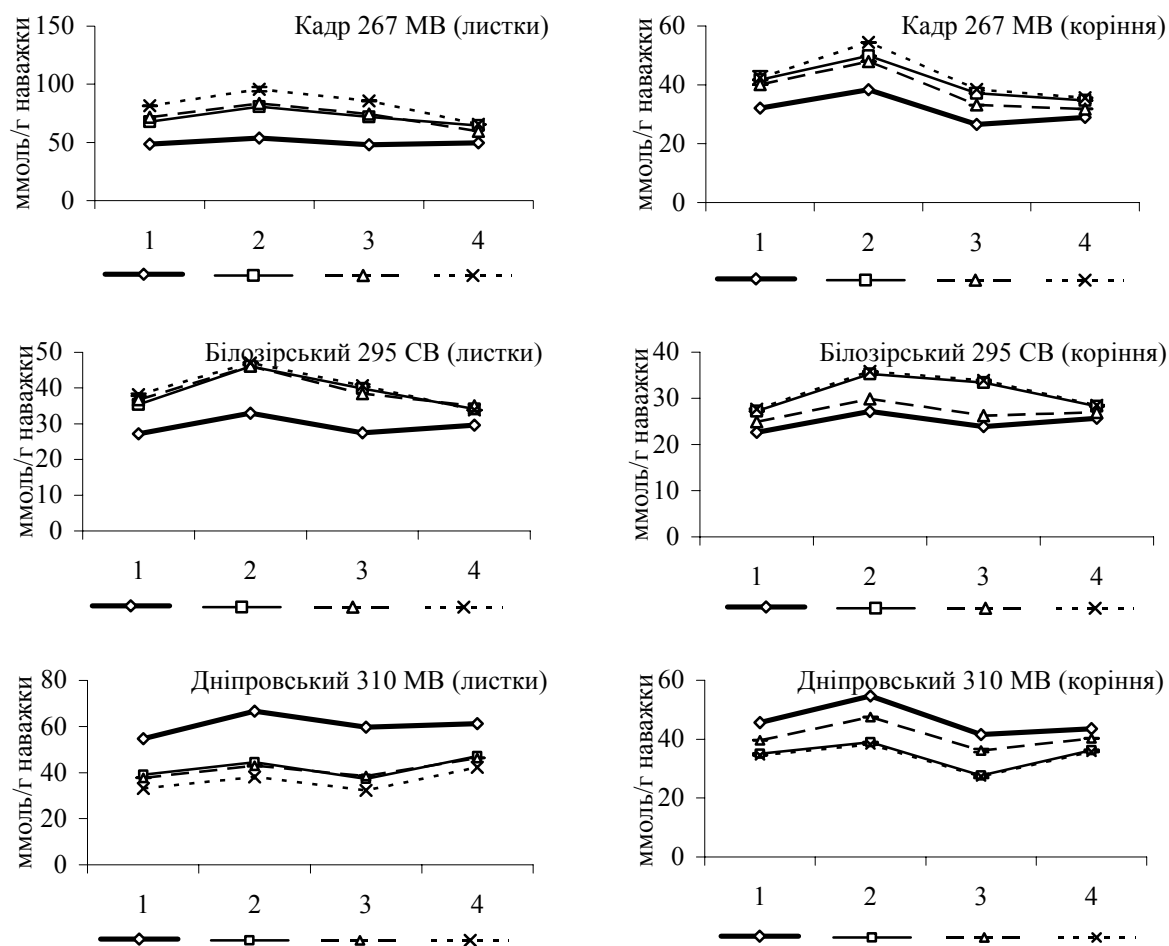 Кадр 267 МВ (листки)
ммоль/г наважки
150
100
50
0
1 2 3 4
Кадр 267 МВ (коріння)
ммоль/г наважки
60
40
20
0
1 2 3 4
Білозірський 295 СВ (листки)
ммоль/г наважки
50
40
30
20
10
0
1 2 3 4
Білозірський 295 СВ (коріння)
ммоль/г наважки
40
30
20
10
0
1 2 3 4
Дніпровський 310 МВ (листки)
ммоль/г наважки
80
60
40
20
0
1 2 3 4
Дніпровський 310 МВ (коріння)
ммоль/г наважки
60
40
20
0
1 2 3 4